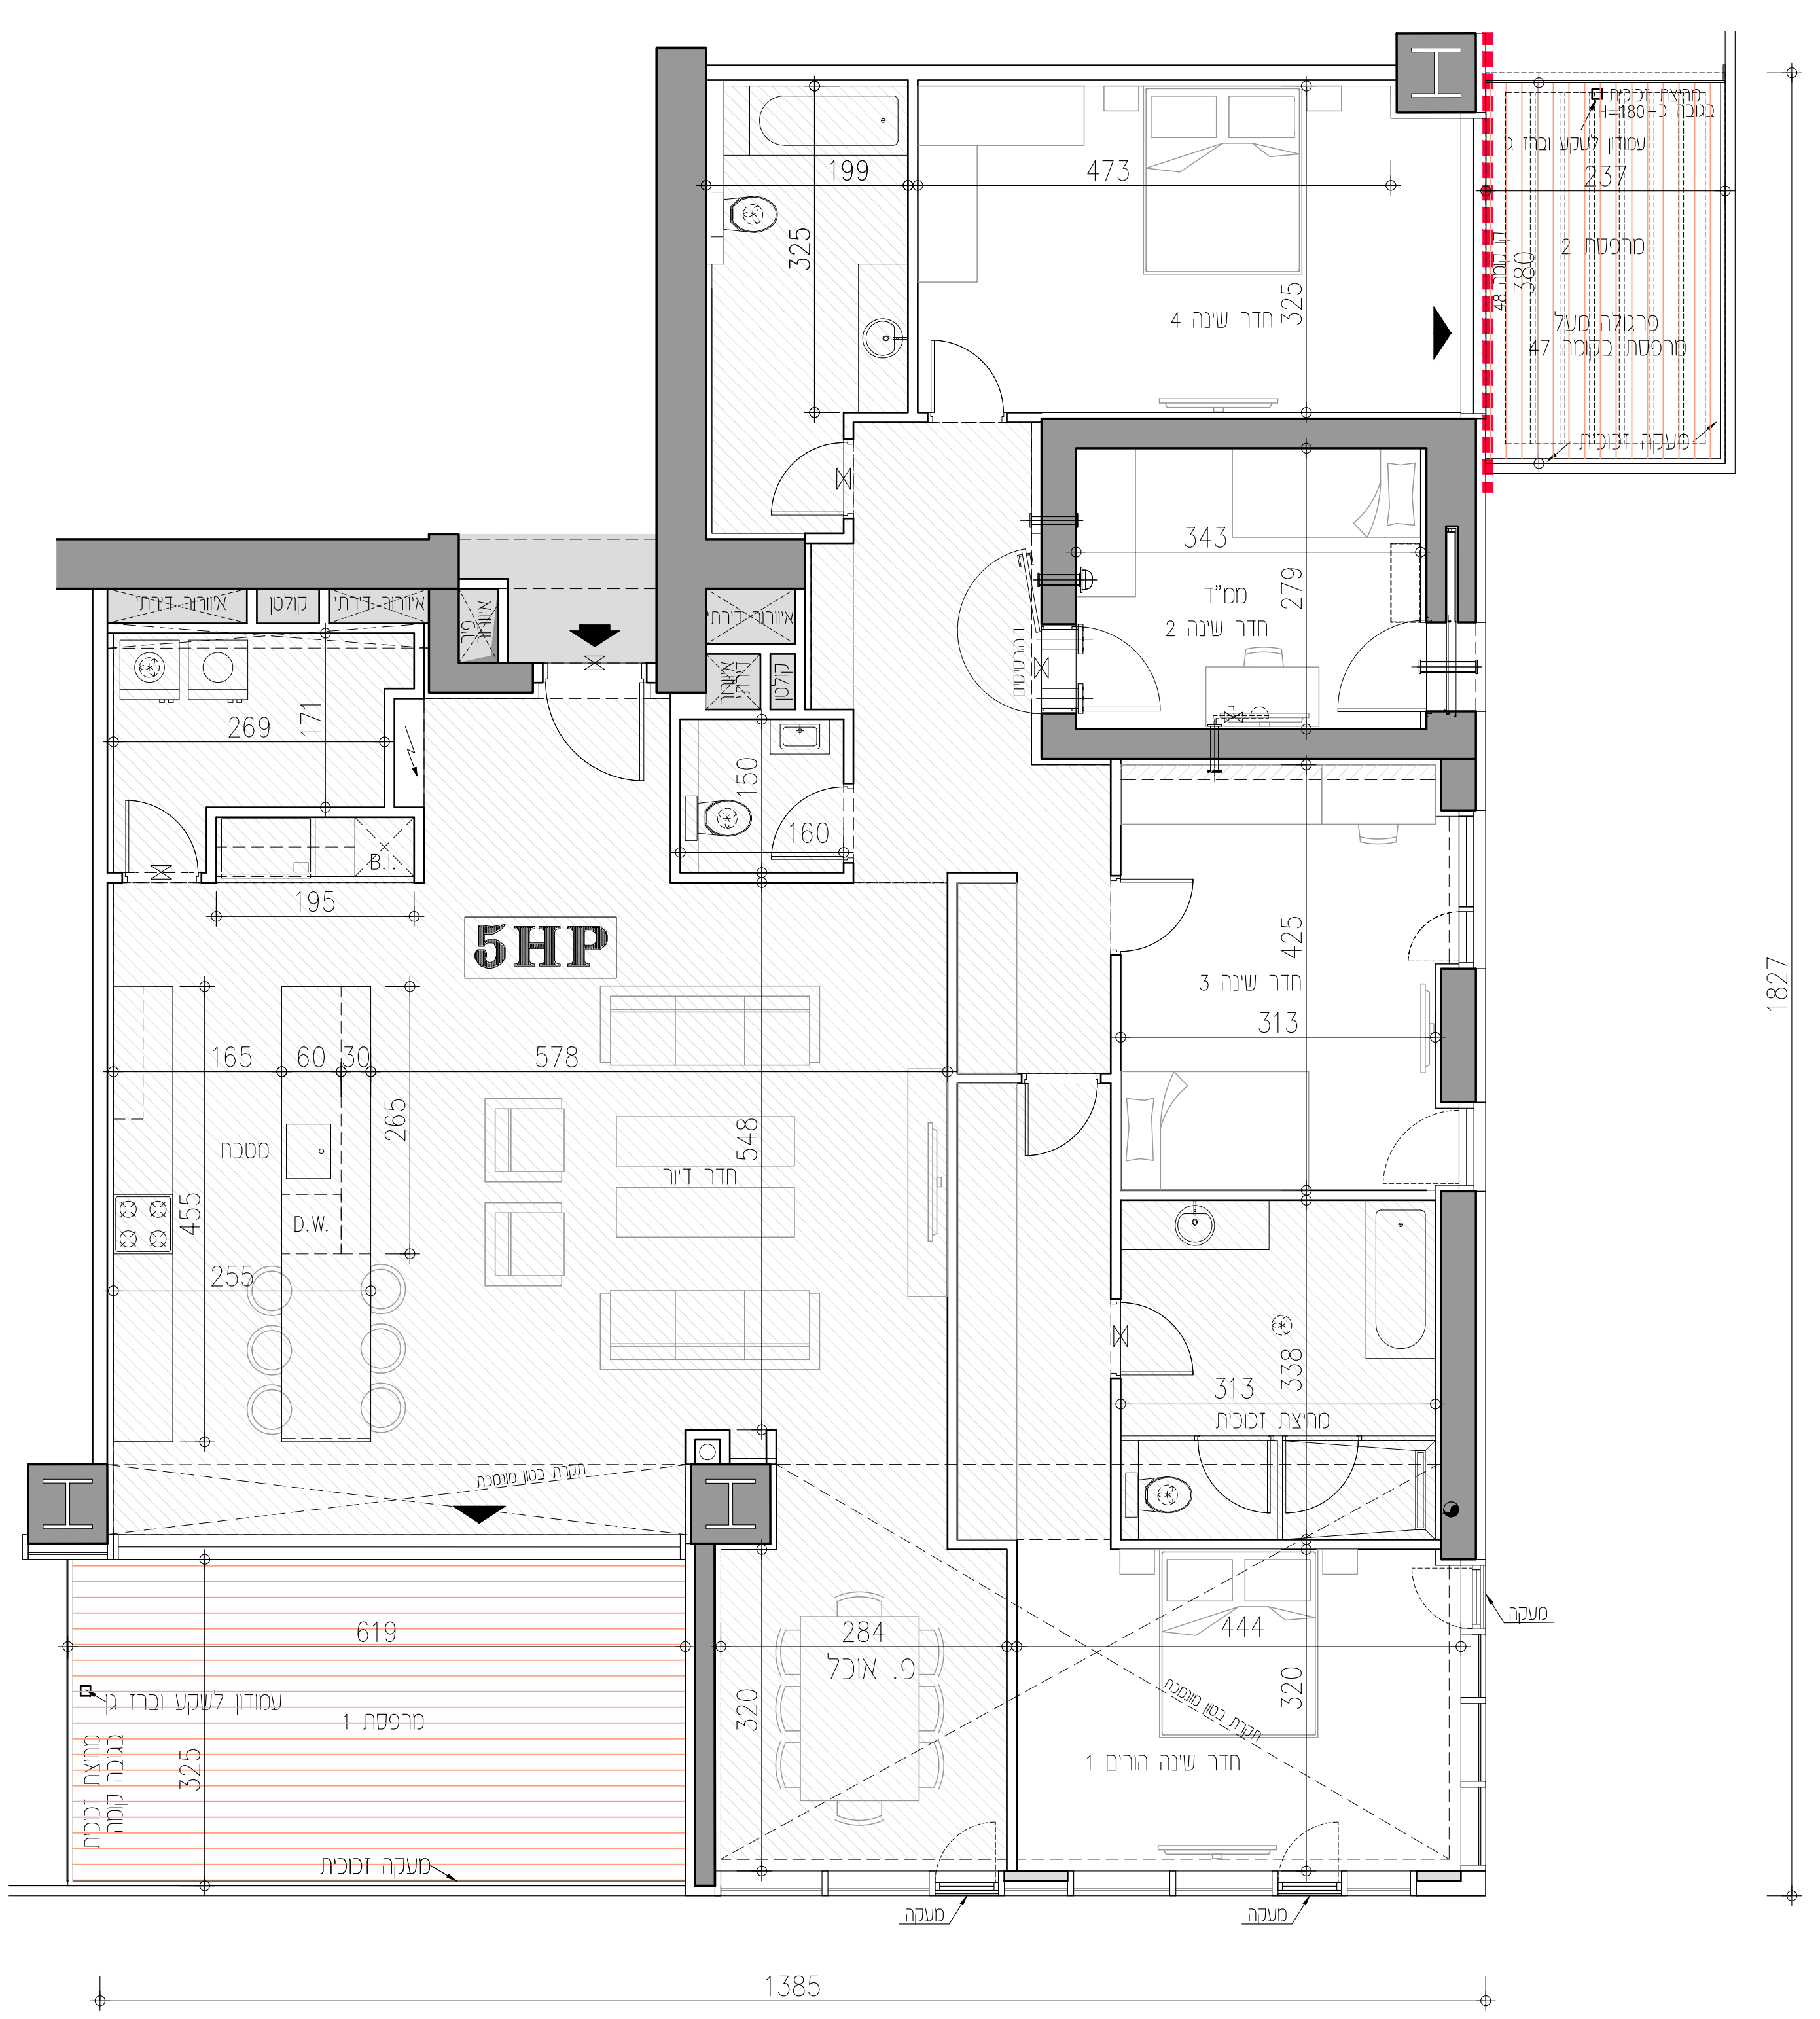 מחיצת זכוכית
בגובה כ-H=180
עמודון לשקע וברז גן
199
473
237
325
325
380
קו קומה 48
מרפסת 2
חדר שינה 4
פרגולה מעל
מרפסת בקומה 47
מעקה זכוכית
343
279
ממ"ד
חדר שינה 2
ד.ה.רסיסים
איוורור דירתי
קולטן
איוורור דירתי
איוורור
איוורור דירתי
איוורור
דירתי
קולטן
269
171
150
160
B.I.
195
5HP
425
חדר שינה 3
313
1827
165
60
30
578
265
548
מטבח
חדר דיור
455
D.W.
255
338
313
מחיצת זכוכית
תקרת בטון מונמכת
מעקה
619
284
444
פ. אוכל
320
320
עמודון לשקע וברז גן
מרפסת 1
325
מחיצת זכוכית
בגובה קומה
תקרת בטון מונמכת
חדר שינה הורים 1
מעקה זכוכית
מעקה
מעקה
1385